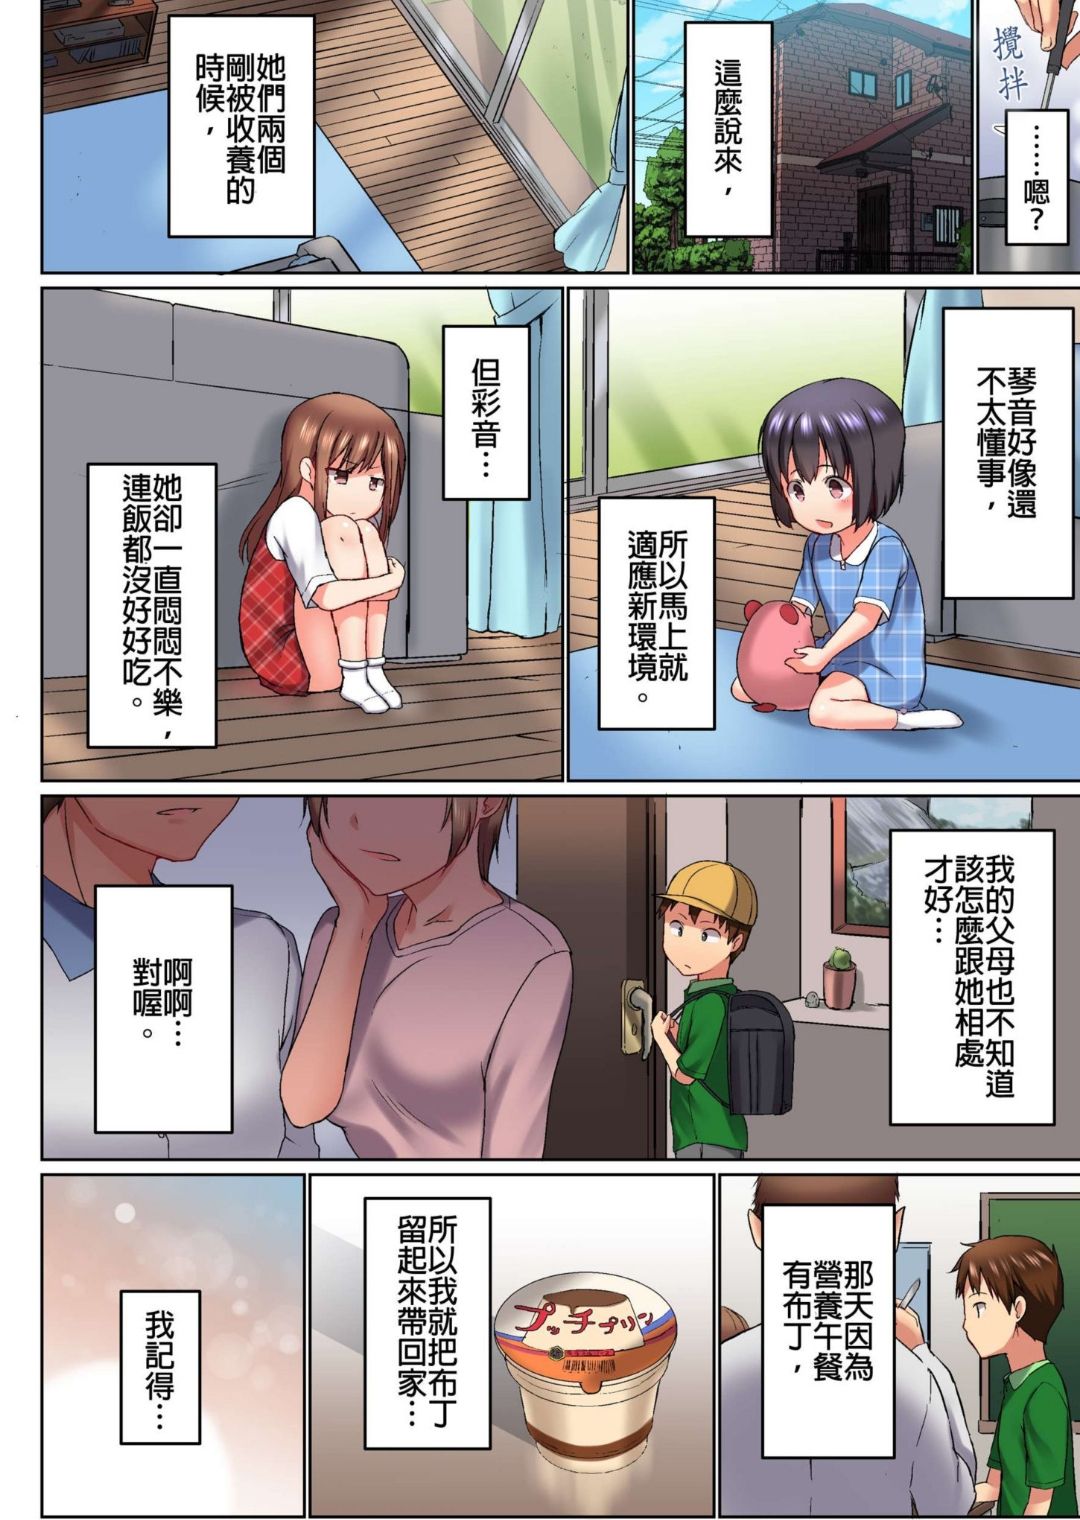 攪拌
……嗯？
這麼說來，
她們兩個
剛被收養的
時候，
琴音好像還
不太懂事，
所以馬上就
適應新環境。
但彩音…
她卻一直悶悶不樂，
連飯都沒好好吃。
我的父母也不知道
該怎麼跟她相處
才好…
啊啊…
對喔。
那天因為
營養午餐
有布丁，
所以我就把布丁
留起來帶回家…
プッチプリン
我記得…